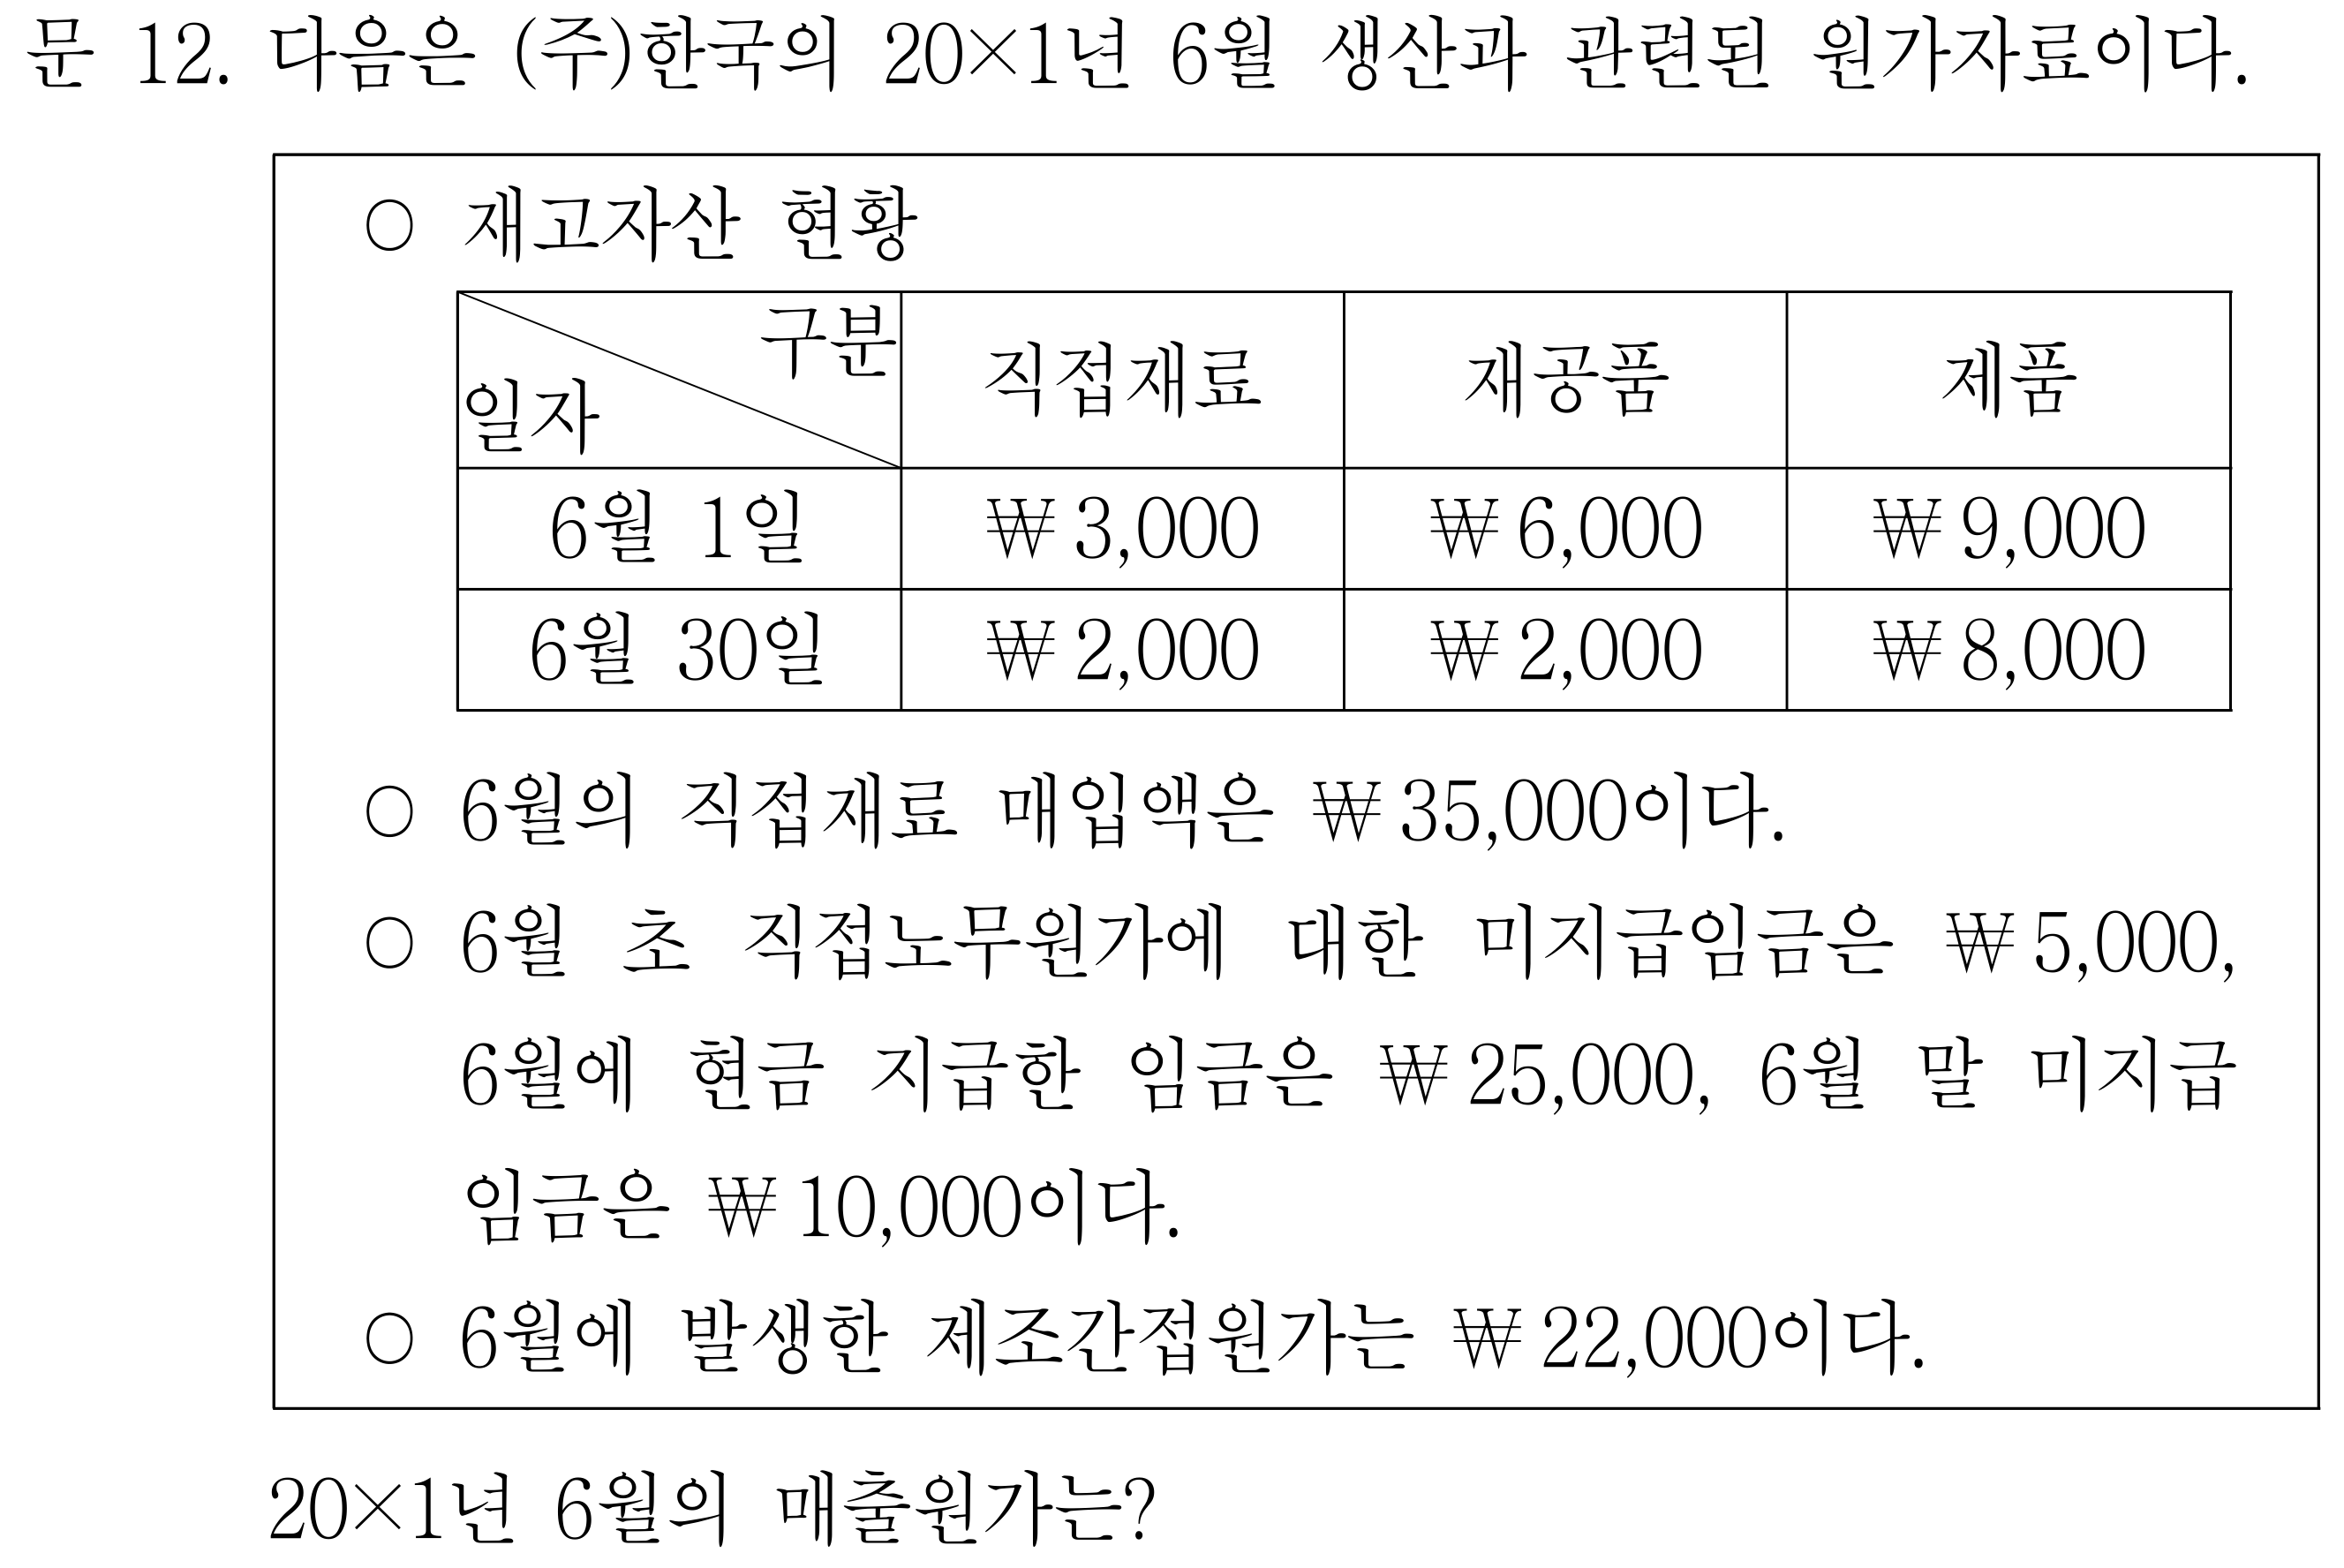 문 12. 다음은 (주)한국의 20×1년 6월 생산과 관련된 원가자료이다.
○ 재고자산 현황
구분
일자
직접재료 재공품 제품
6월 1일 ₩3,000 ₩6,000 ₩9,000
6월 30일 ₩2,000 ₩2,000 ₩8,000
○ 6월의 직접재료 매입액은 ₩35,000이다.
○ 6월 초 직접노무원가에 대한 미지급임금은 ₩5,000,
6월에 현금 지급한 임금은 ₩25,000, 6월 말 미지급
임금은 ₩10,000이다.
○ 6월에 발생한 제조간접원가는 ₩22,000이다.
20×1년 6월의 매출원가는?